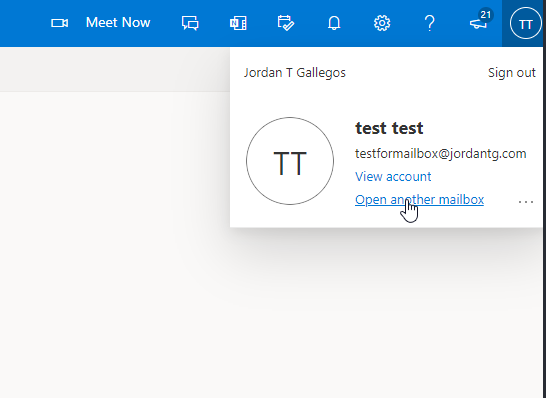 Meet Now
21
TT
Jordan T Gallegos
Sign out
TT
test test
testformailbox@jordantg.com
View account
Open another mailbox